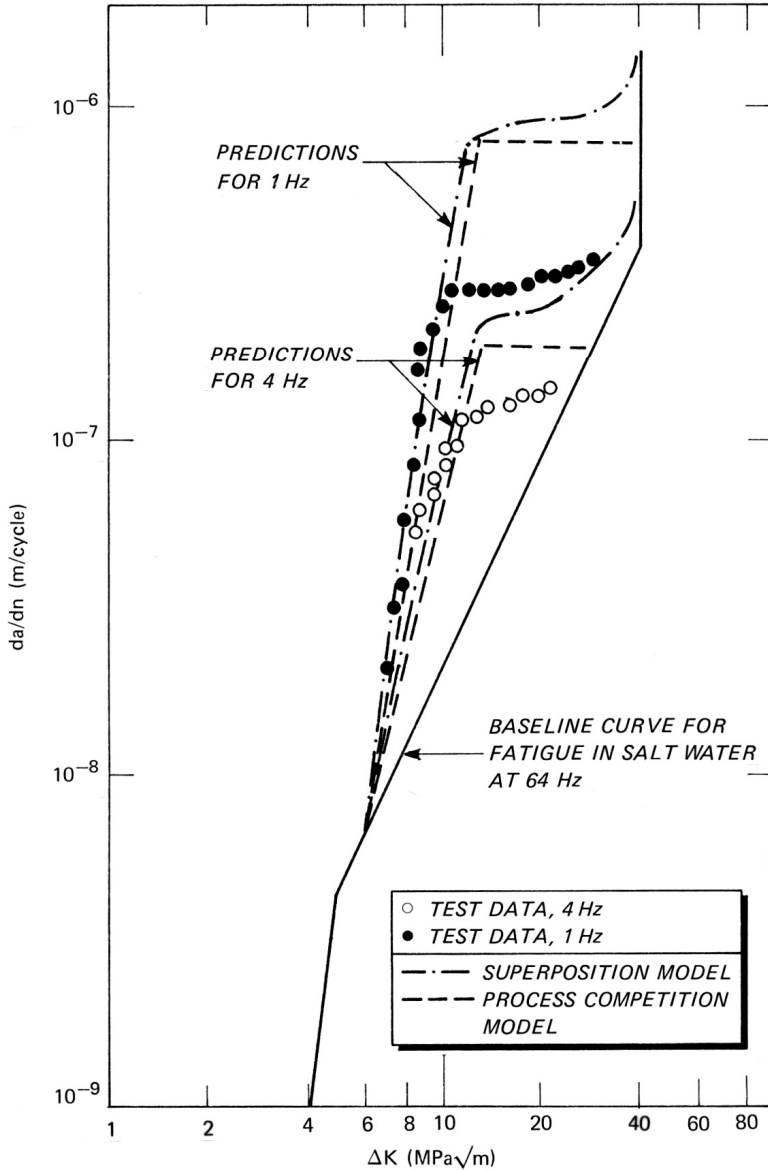 10⁻⁶
PREDICTIONS
FOR 1 Hz
PREDICTIONS
FOR 4 Hz
10⁻⁷
da/dn (m/cycle)
BASELINE CURVE FOR
FATIGUE IN SALT WATER
AT 64 Hz
10⁻⁸
TEST DATA, 4 Hz
TEST DATA, 1 Hz
SUPERPOSITION MODEL
PROCESS COMPETITION
MODEL
10⁻⁹
1 2 4 6 8 10 20 40 60 80
ΔK (MPa√m)